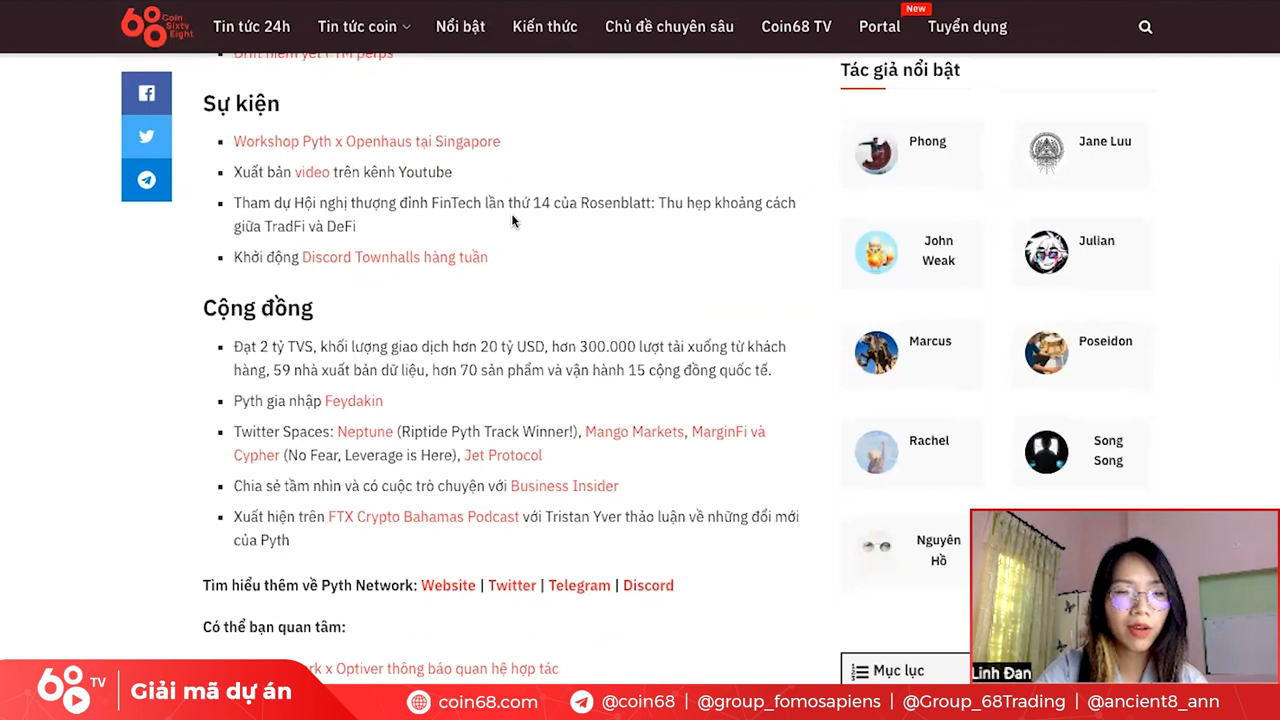 68 Coin Sixty Eight
Tin tức 24h
Tin tức coin
Nổi bật
Kiến thức
Chủ đề chuyên sâu
Coin68 TV
Portal
New
Tuyển dụng
Drift niêm yết FTM perps
Sự kiện
Workshop Pyth x Openhaus tại Singapore
Xuất bản video trên kênh Youtube
Tham dự Hội nghị thượng đỉnh FinTech lần thứ 14 của Rosenblatt: Thu hẹp khoảng cách
giữa TradFi và DeFi
Khởi động Discord Townhalls hàng tuần
Cộng đồng
Đạt 2 tỷ TVS, khối lượng giao dịch hơn 20 tỷ USD, hơn 300.000 lượt tải xuống từ khách
hàng, 59 nhà xuất bản dữ liệu, hơn 70 sản phẩm và vận hành 15 cộng đồng quốc tế.
Pyth gia nhập Feydakin
Twitter Spaces: Neptune (Riptide Pyth Track Winner!), Mango Markets, MarginFi và
Cypher (No Fear, Leverage is Here), Jet Protocol
Chia sẻ tầm nhìn và có cuộc trò chuyện với Business Insider
Xuất hiện trên FTX Crypto Bahamas Podcast với Tristan Yver thảo luận về những đổi mới
của Pyth
Tìm hiểu thêm về Pyth Network: Website | Twitter | Telegram | Discord
Có thể bạn quan tâm:
rk x Optiver thông báo quan hệ hợp tác
Tác giả nổi bật
Phong
Jane Luu
John
Weak
Julian
Marcus
Poseidon
Rachel
Song
Song
Nguyên
Hồ
Mục lục
Linh Đan
68 TV
Giải mã dự án
coin68.com
@coin68 | @group_fomosapiens | @Group_68Trading | @ancient8_ann